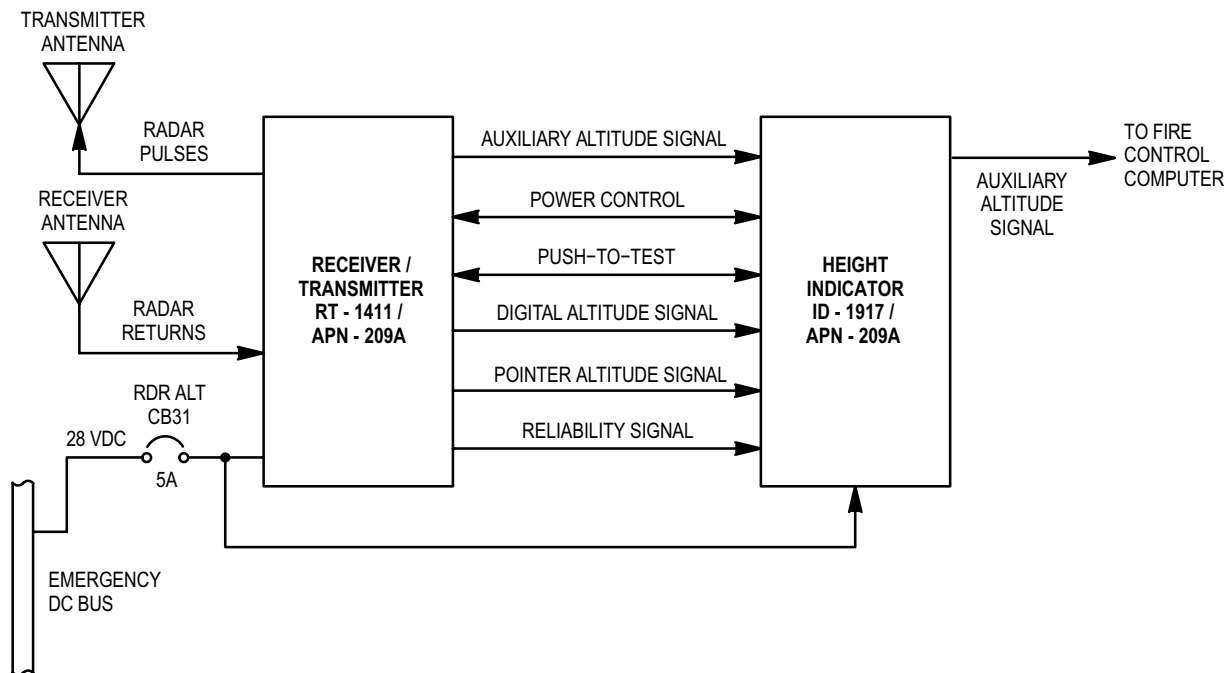 TRANSMITTER
ANTENNA
RADAR
PULSES
RECEIVER
ANTENNA
RADAR
RETURNS
RDR ALT
CB31
28 VDC
5A
EMERGENCY
DC BUS
RECEIVER /
TRANSMITTER
RT - 1411 /
APN - 209A
AUXILIARY ALTITUDE SIGNAL
POWER CONTROL
PUSH-TO-TEST
DIGITAL ALTITUDE SIGNAL
POINTER ALTITUDE SIGNAL
RELIABILITY SIGNAL
HEIGHT
INDICATOR
ID - 1917 /
APN - 209A
AUXILIARY
ALTITUDE
SIGNAL
TO FIRE
CONTROL
COMPUTER